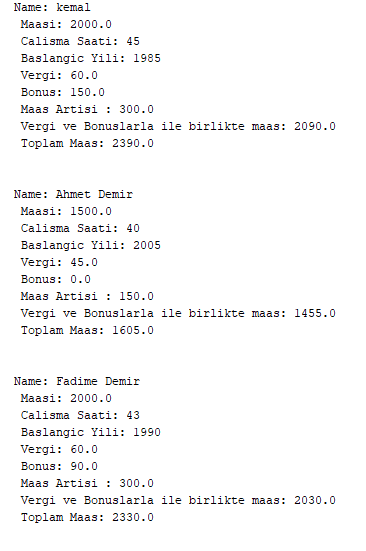 Name: kemal
Maasi: 2000.0
Calisma Saati: 45
Baslangic Yili: 1985
Vergi: 60.0
Bonus: 150.0
Maas Artisi : 300.0
Vergi ve Bonuslarla ile birlikte maas: 2090.0
Toplam Maas: 2390.0
Name: Ahmet Demir
Maasi: 1500.0
Calisma Saati: 40
Baslangic Yili: 2005
Vergi: 45.0
Bonus: 0.0
Maas Artisi : 150.0
Vergi ve Bonuslarla ile birlikte maas: 1455.0
Toplam Maas: 1605.0
Name: Fadime Demir
Maasi: 2000.0
Calisma Saati: 43
Baslangic Yili: 1990
Vergi: 60.0
Bonus: 90.0
Maas Artisi : 300.0
Vergi ve Bonuslarla ile birlikte maas: 2030.0
Toplam Maas: 2330.0